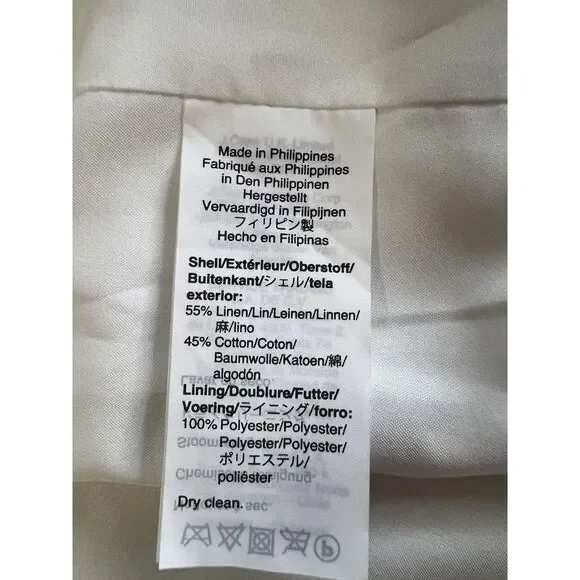 Made in Philippines
Fabriqué aux Philippines
in Den Philippinen
Hergestellt
Vervaardigd in Filipijnen
フィリピン製
Hecho en Filipinas
Shell/Extérieur/Oberstoff/
Buitenkant/シェル/tela
exterior:
55% Linen/Lin/Leinen/Linnen/
麻/lino
45% Cotton/Coton/
Baumwolle/Katoen/綿/
algodón
Lining/Doublure/Futter/
Voering/ライニング/forro:
100% Polyester/Polyester/
Polyester/Polyester/
ポリエステル/
poliéster
Dry clean.
P